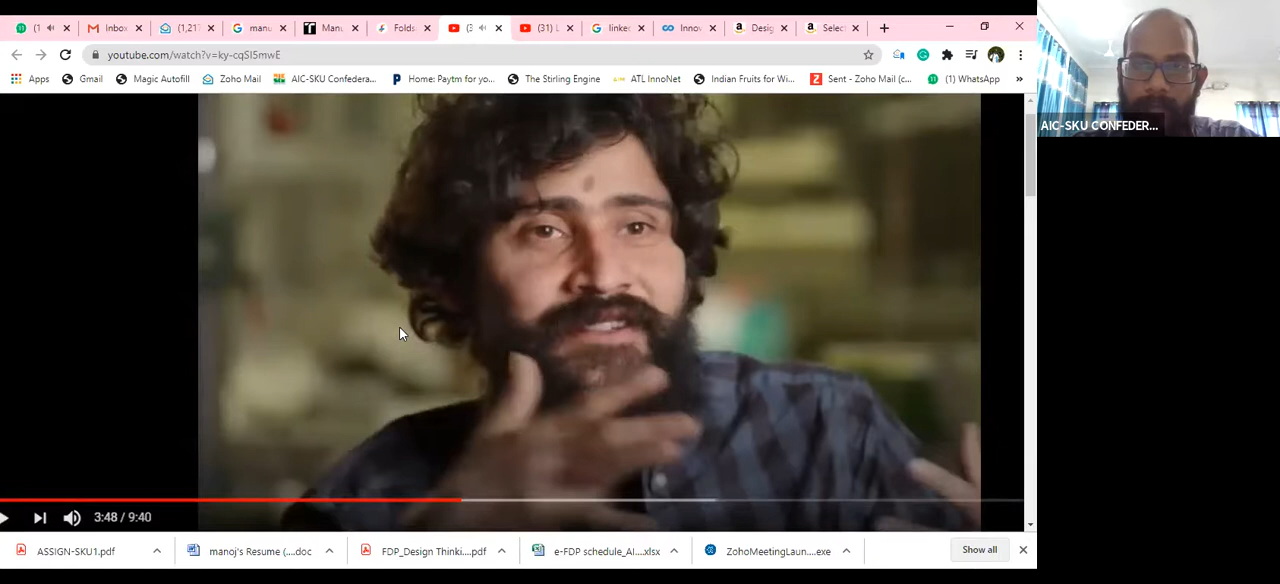 (1 Inbox (1,217 manu Man Folds (3 (31) L linke Innov Desig Selec
youtube.com/watch?v=ky-cqSI5mwE
Apps Gmail Magic Autofill Zoho Mail AIC-SKU Confedera... Home: Paytm for yo... The Stirling Engine ATL InnoNet Indian Fruits for Wi... Sent - Zoho Mail (c... (1) WhatsApp »
AIC-SKU CONFEDER...
3:48 / 9:40
ASSIGN-SKU1.pdf manoj's Resume (....doc FDP_Design Thinki....pdf e-FDP schedule_AI....xlsx ZohoMeetingLaun....exe Show all